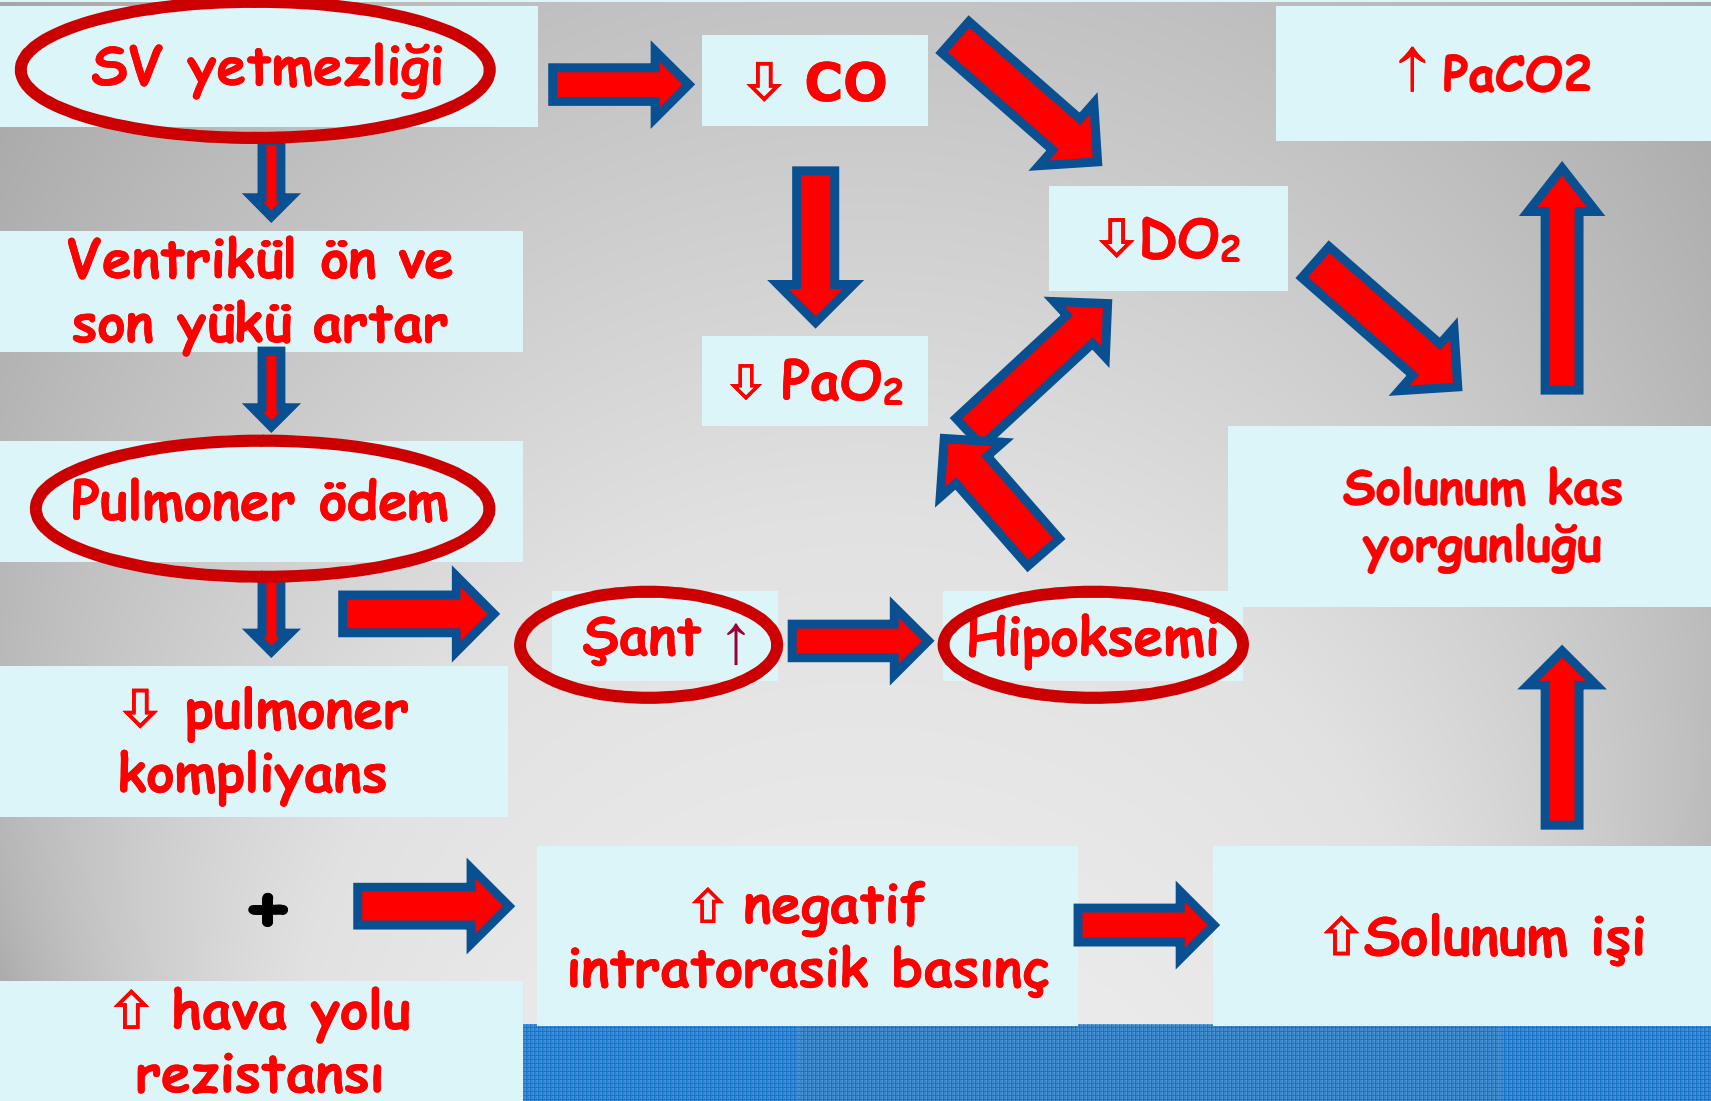 SV yetmezliği
⇩ CO
↑ PaCO2
⇩DO₂
Ventrikül ön ve
son yükü artar
⇩ PaO₂
Pulmoner ödem
Solunum kas
yorgunluğu
Şant ↑
Hipoksemi
⇩ pulmoner
kompliyans
+
⇧ negatif
intratorasik basınç
⇧Solunum işi
⇧ hava yolu
rezistansı